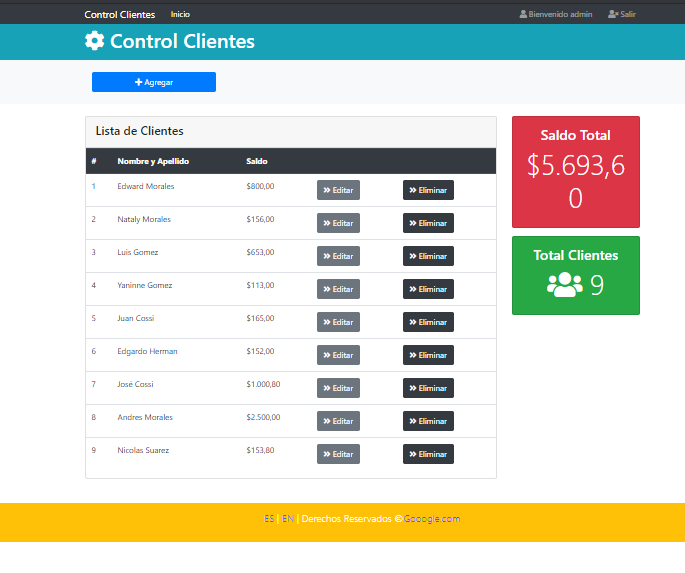 Control Clientes Inicio Bienvenido admin Salir
Control Clientes
Agregar
Lista de Clientes
# Nombre y Apellido Saldo
1 Edward Morales $800,00 Editar Eliminar
2 Nataly Morales $156,00 Editar Eliminar
3 Luis Gomez $653,00 Editar Eliminar
4 Yaninne Gomez $113,00 Editar Eliminar
5 Juan Cossi $165,00 Editar Eliminar
6 Edgardo Herman $152,00 Editar Eliminar
7 José Cossi $1.000,80 Editar Eliminar
8 Andres Morales $2.500,00 Editar Eliminar
9 Nicolas Suarez $153,80 Editar Eliminar
Saldo Total
$5.693,6
0
Total Clientes
9
ES | EN | Derechos Reservados ©Gooogle.com